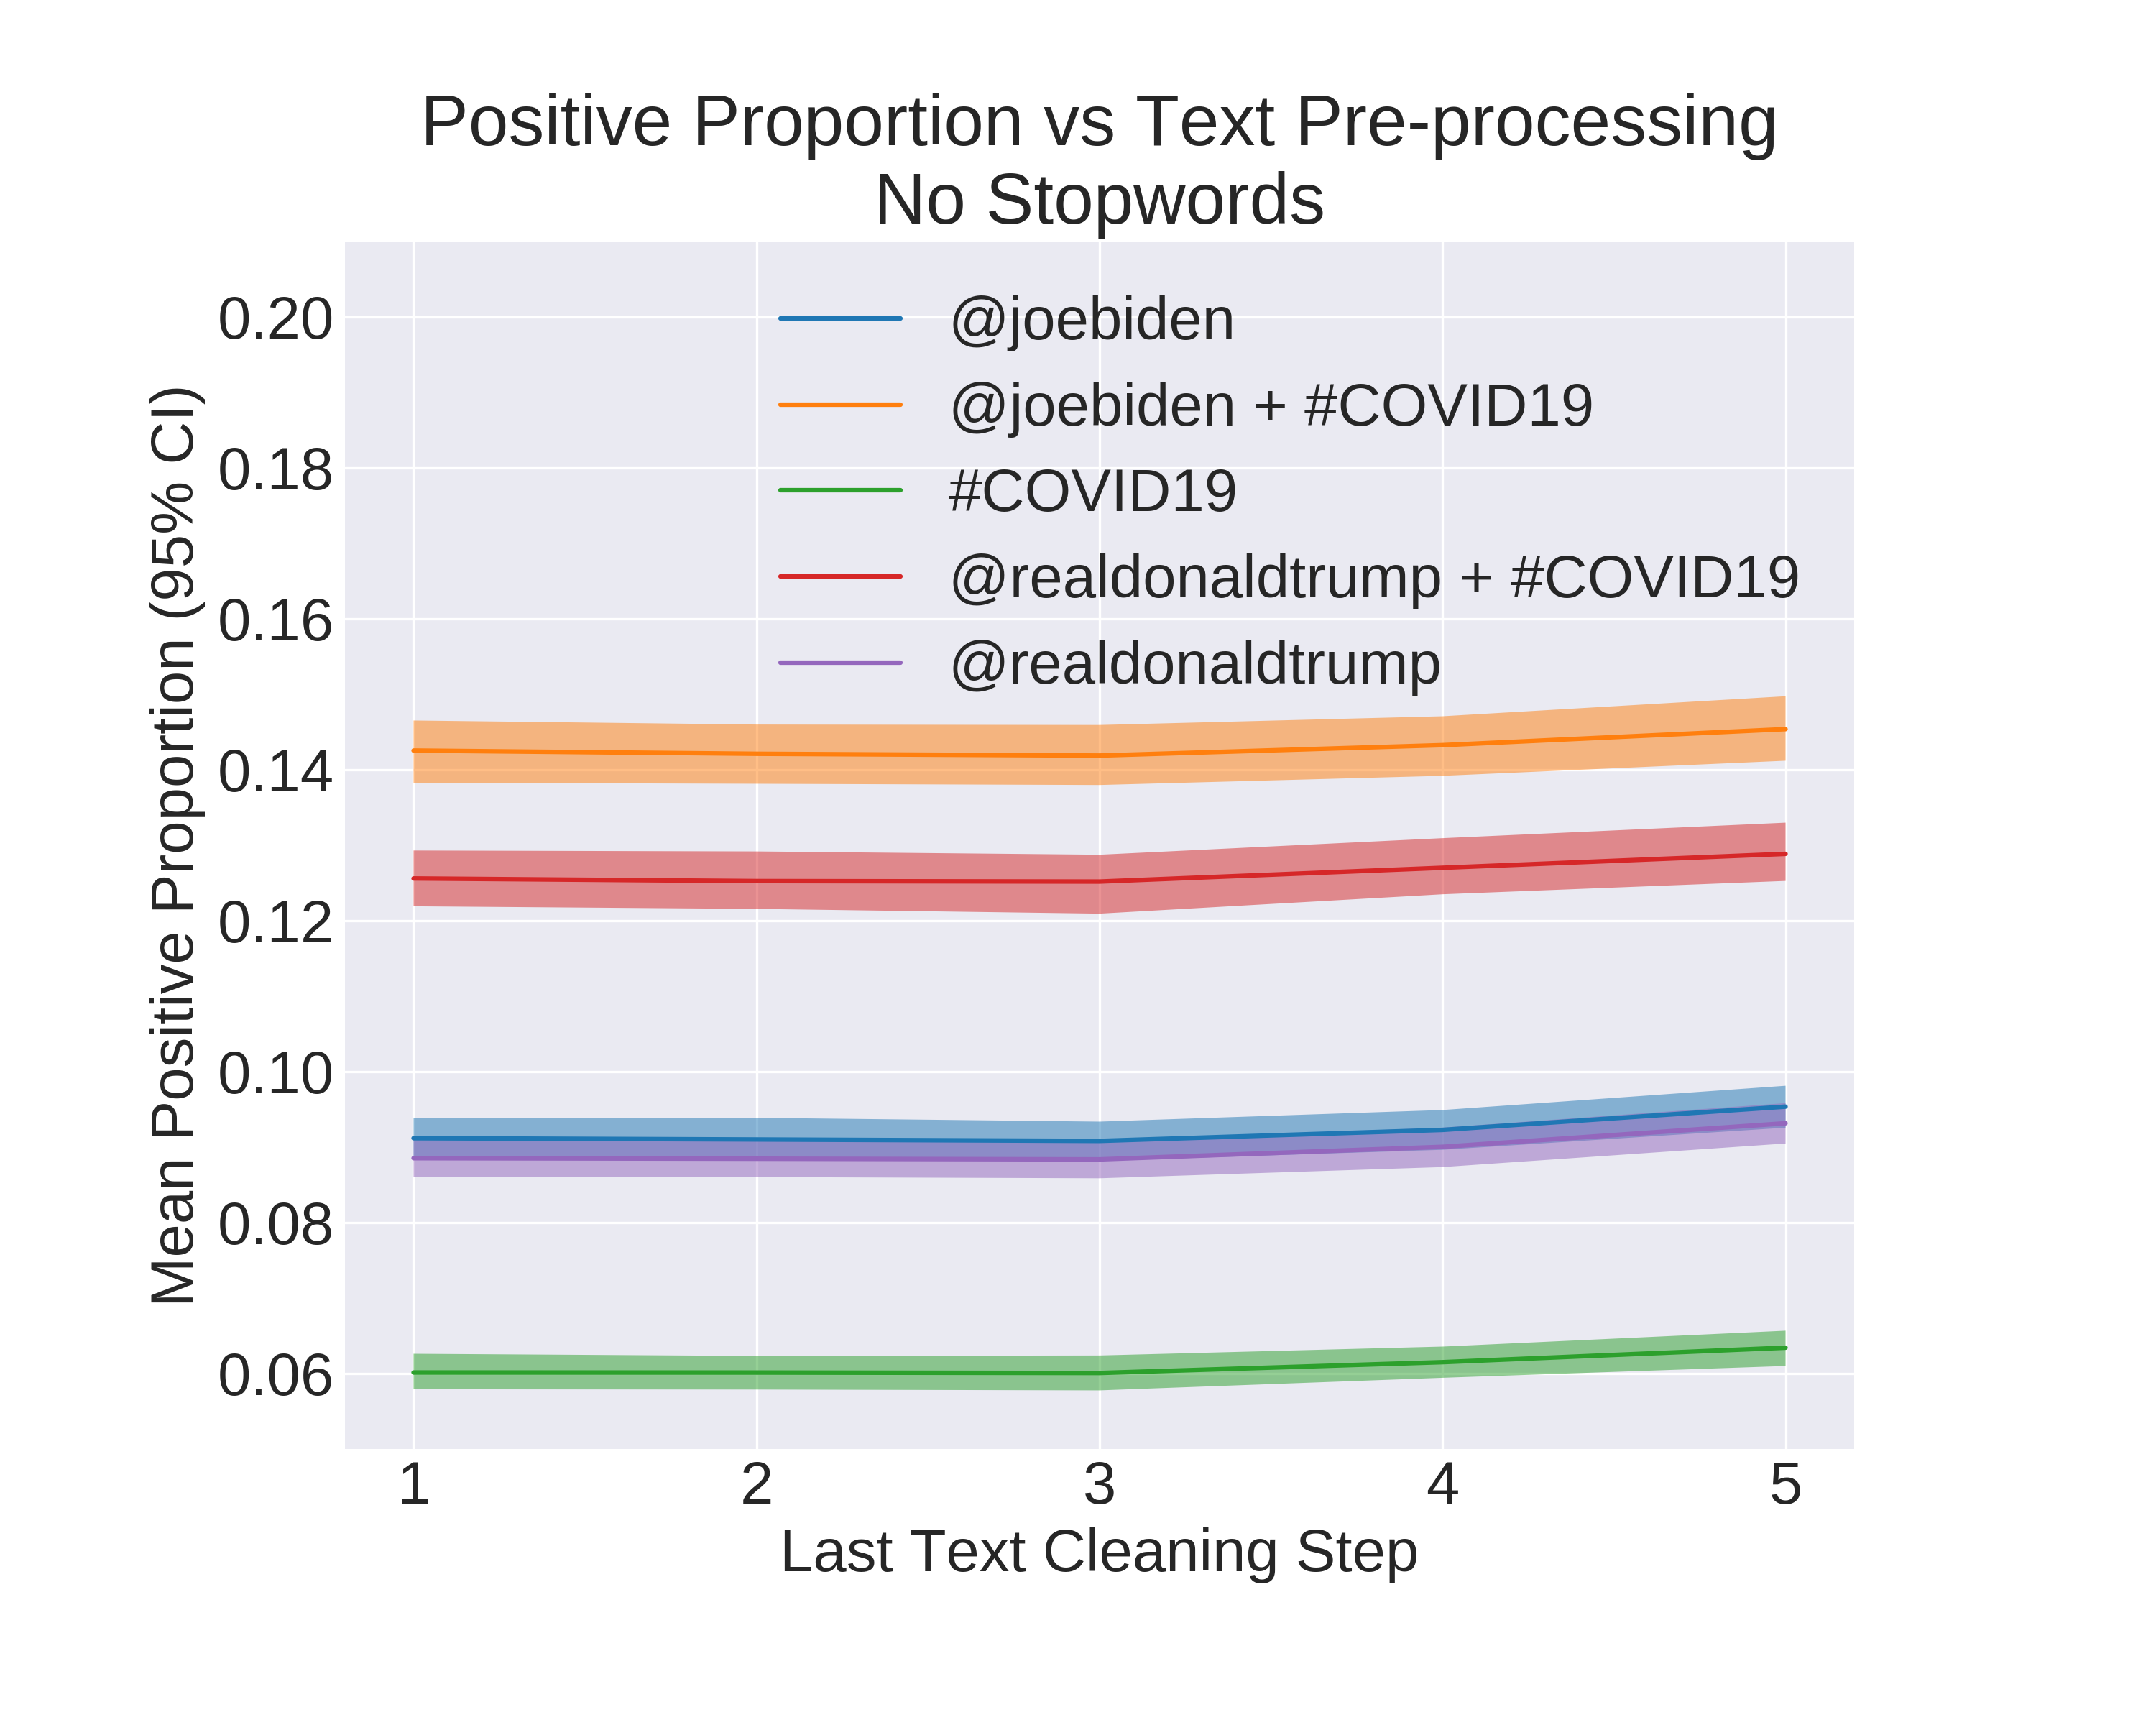 Positive Proportion vs Text Pre-processing
No Stopwords
@joebiden
@joebiden + #COVID19
#COVID19
@realdonaldtrump + #COVID19
@realdonaldtrump
Mean Positive Proportion (95% CI)
0.20
0.18
0.16
0.14
0.12
0.10
0.08
0.06
1 2 3 4 5
Last Text Cleaning Step